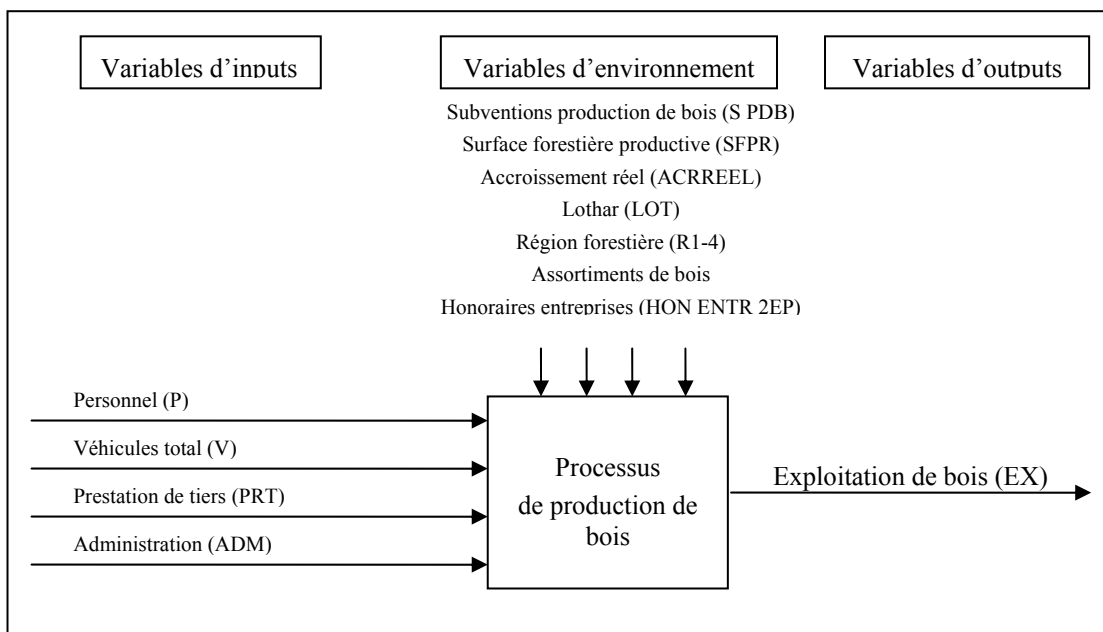 Variables d'inputs
Variables d'environnement
Variables d'outputs
Subventions production de bois (S PDB)
Surface forestière productive (SFPR)
Accroissement réel (ACRREEL)
Lothar (LOT)
Région forestière (R1-4)
Assortiments de bois
Honoraires entreprises (HON ENTR 2EP)
Personnel (P)
Véhicules total (V)
Prestation de tiers (PRT)
Administration (ADM)
Processus
de production de
bois
Exploitation de bois (EX)